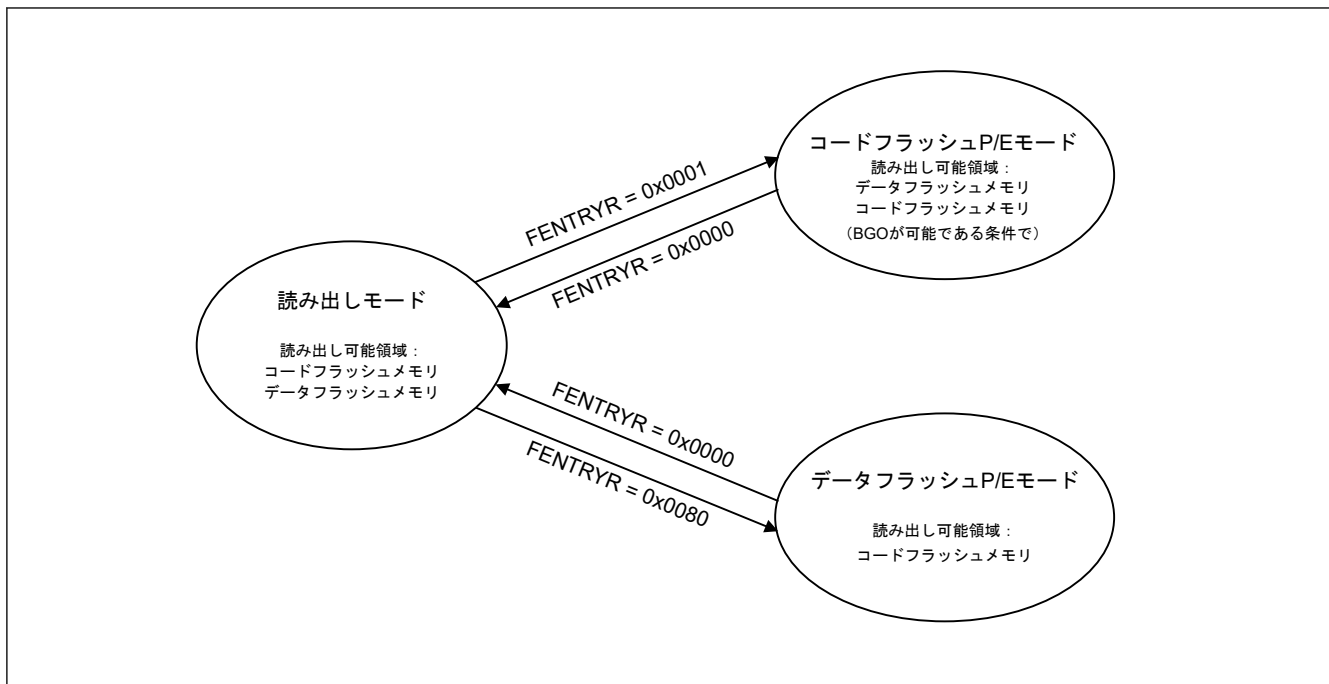 コードフラッシュP/Eモード
読み出し可能領域：
データフラッシュメモリ
コードフラッシュメモリ
（BGOが可能である条件で）
FENTRYR = 0x0001
FENTRYR = 0x0000
読み出しモード
読み出し可能領域：
コードフラッシュメモリ
データフラッシュメモリ
FENTRYR = 0x0000
FENTRYR = 0x0080
データフラッシュP/Eモード
読み出し可能領域：
コードフラッシュメモリ